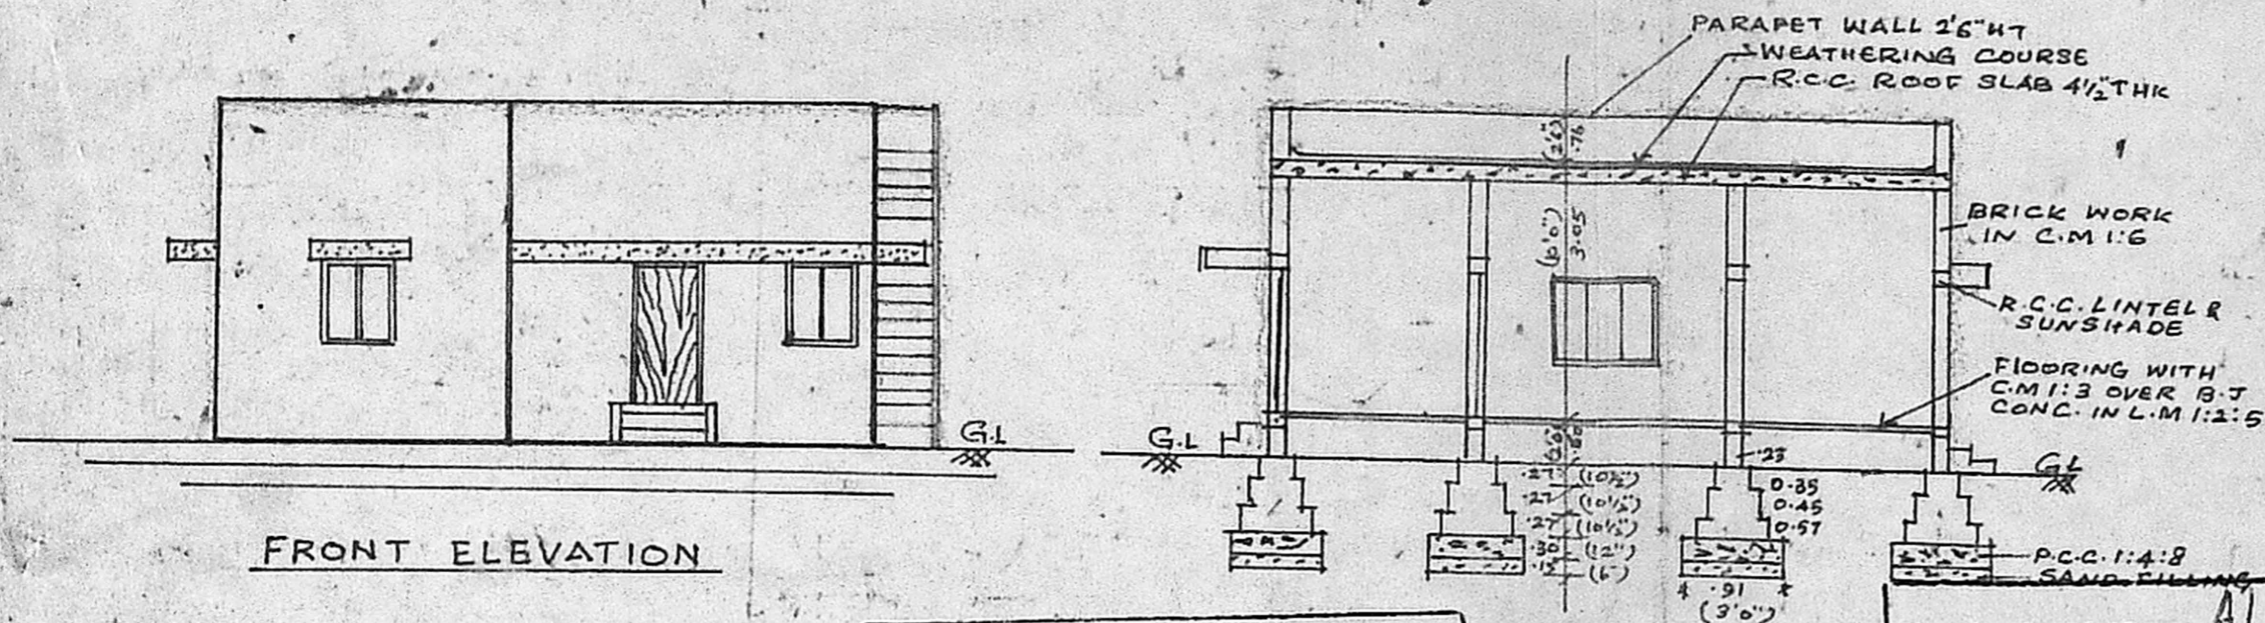 PARAPET WALL 2'6" HT
WEATHERING COURSE
R.C.C. ROOF SLAB 4½" THK
(2'6")
.76
BRICK WORK
IN C.M 1:6
(10'0")
3.05
R.C.C. LINTEL &
SUNSHADE
FLOORING WITH
C.M 1:3 OVER B.J
CONC. IN L.M 1:2:5
G.L
G.L
.23
G.L
.27 (10½")
.27 (10½")
.27 (10½")
.30 (12")
.15 (6")
0.35
0.45
0.57
P.C.C. 1:4:8
SAND FILLING
.91
(3'0")
FRONT ELEVATION